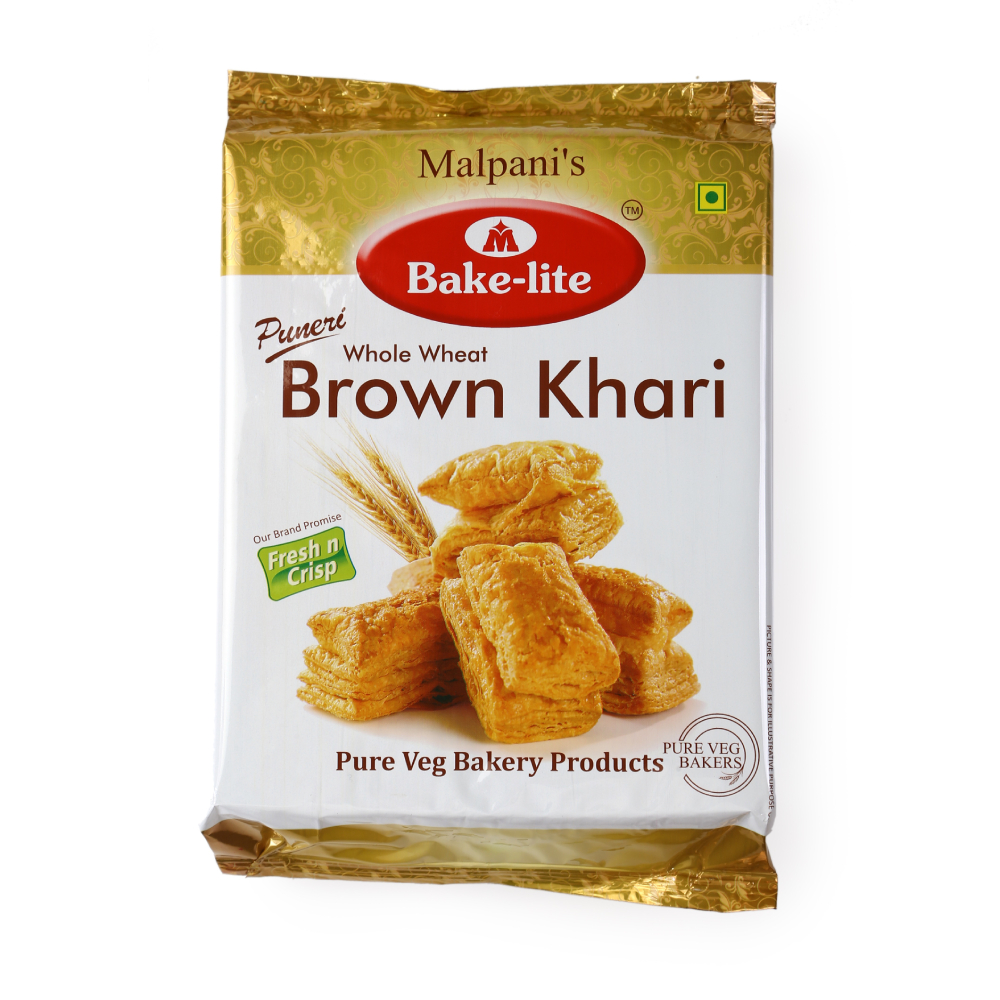 Malpani's
TM
M
Bake-lite
Puneri
Whole Wheat
Brown Khari
Our Brand Promise
Fresh n
Crisp
Pure Veg Bakery Products
PURE VEG
BAKERS
PICTURE & SHAPE IS FOR ILLUSTRATIVE PURPOSE